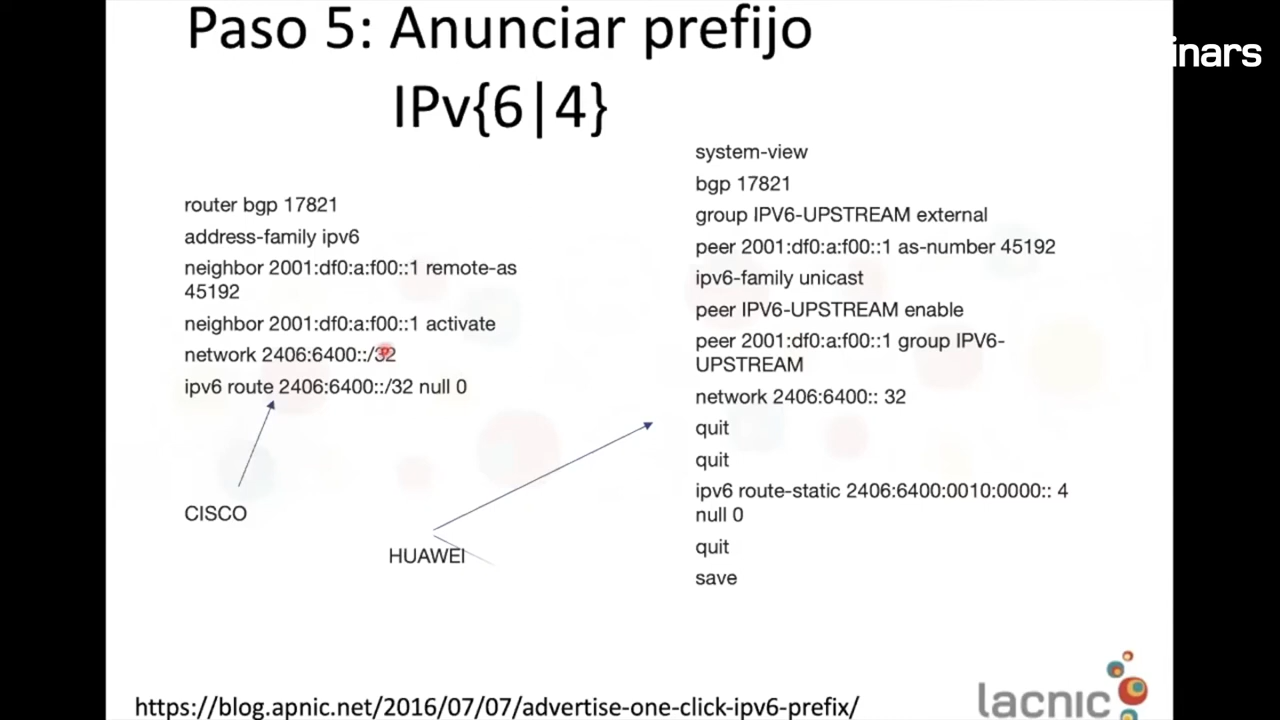 Paso 5: Anunciar prefijo
IPv{6|4}
inars
router bgp 17821
address-family ipv6
neighbor 2001:df0:a:f00::1 remote-as
45192
neighbor 2001:df0:a:f00::1 activate
network 2406:6400::/32
ipv6 route 2406:6400::/32 null 0
CISCO
HUAWEI
system-view
bgp 17821
group IPV6-UPSTREAM external
peer 2001:df0:a:f00::1 as-number 45192
ipv6-family unicast
peer IPV6-UPSTREAM enable
peer 2001:df0:a:f00::1 group IPV6-
UPSTREAM
network 2406:6400:: 32
quit
quit
ipv6 route-static 2406:6400:0010:0000:: 4
null 0
quit
save
https://blog.apnic.net/2016/07/07/advertise-one-click-ipv6-prefix/
lacnic